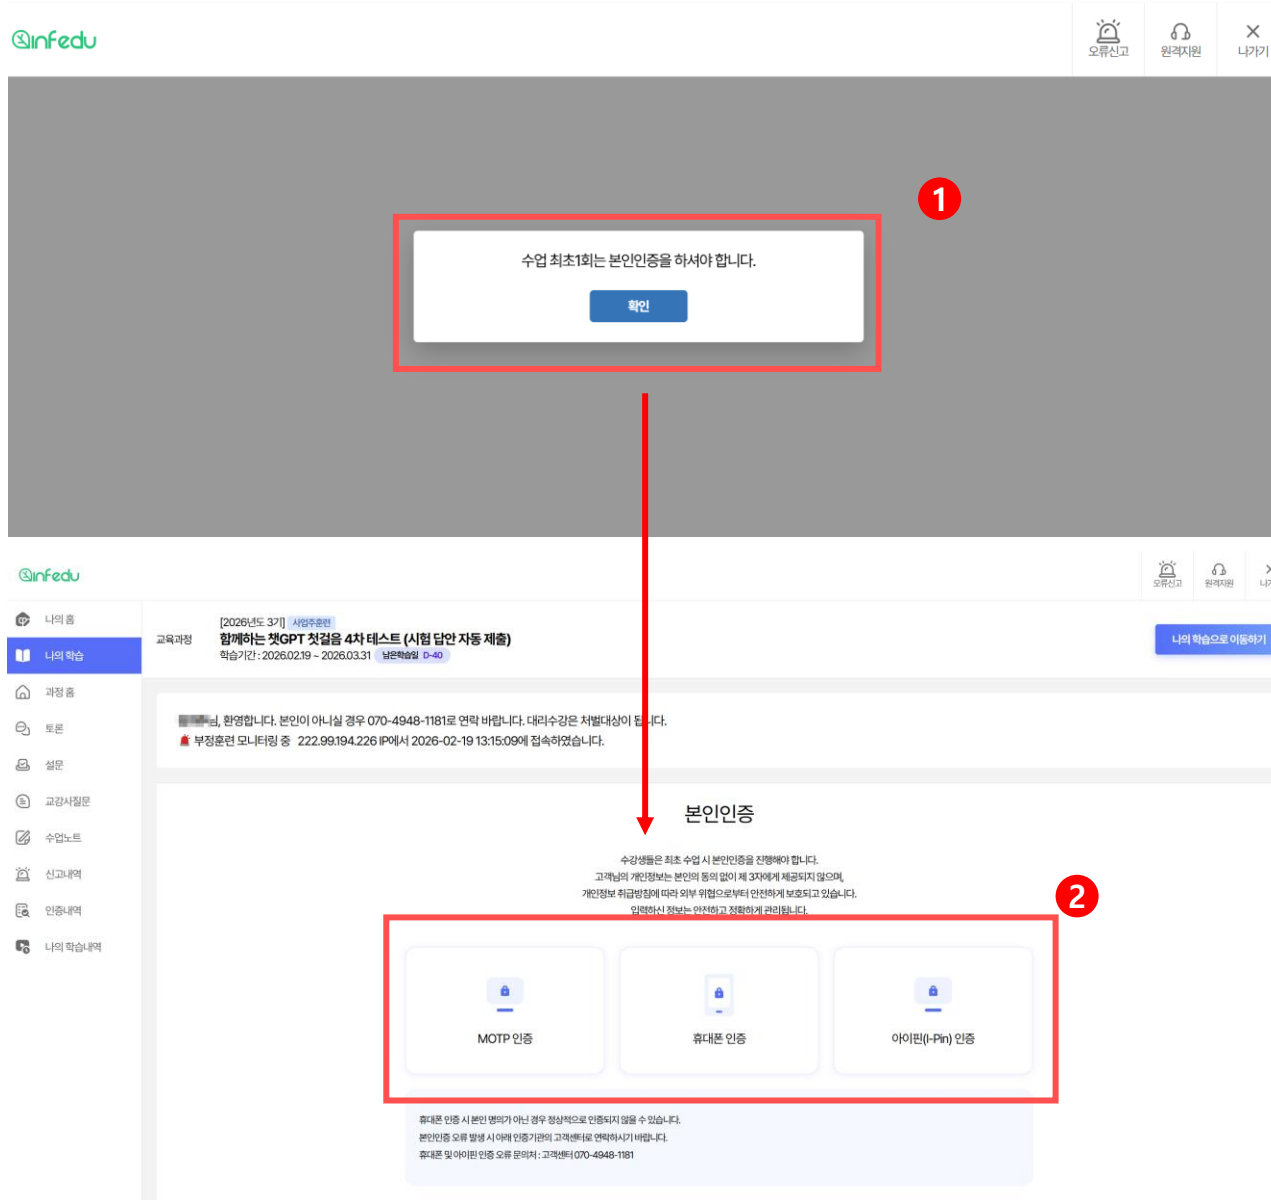 infedu
오류신고
원격지원
나가기
1
수업 최초1회는 본인인증을 하셔야 합니다.
확인
infedu
오류신고
원격지원
나의 홈
나의 학습
과정 홈
토론
설문
교강사질문
수업노트
신고내역
인증내역
나의 학습내역
교육과정
[2026년도 3기] 사업주훈련
함께하는 챗GPT 첫걸음 4차 테스트 (시험 답안 자동 제출)
학습기간 : 2026.02.19 ~ 2026.03.31 남은학습일 D-40
나의 학습으로 이동하기
님, 환영합니다. 본인이 아니실 경우 070-4948-1181로 연락 바랍니다. 대리수강은 처벌대상이 됩니다.
부정훈련 모니터링 중 222.99.194.226 IP에서 2026-02-19 13:15:09에 접속하였습니다.
본인인증
수강생들은 최초 수업 시 본인인증을 진행해야 합니다.
고객님의 개인정보는 본인의 동의 없이 제 3자에게 제공되지 않으며,
개인정보 취급방침에 따라 외부 위협으로부터 안전하게 보호되고 있습니다.
입력하신 정보는 안전하고 정확하게 관리됩니다.
2
MOTP 인증
휴대폰 인증
아이핀(I-Pin) 인증
휴대폰 인증 시 본인 명의가 아닌 경우 정상적으로 인증되지 않을 수 있습니다.
본인인증 오류 발생 시 아래 인증기관의 고객센터로 연락하시기 바랍니다.
휴대폰 및 아이핀 인증 오류 문의처 : 고객센터 070-4948-1181